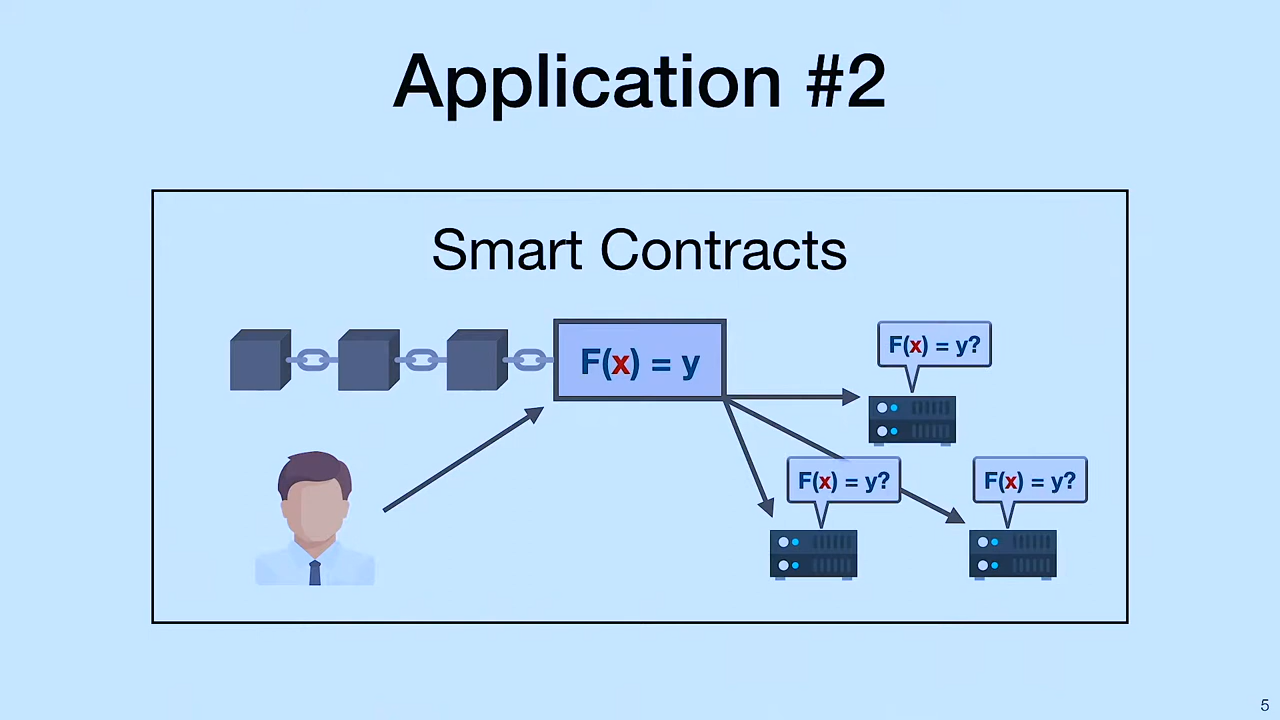 Application #2
Smart Contracts
F(x) = y
F(x) = y?
F(x) = y?
F(x) = y?
5